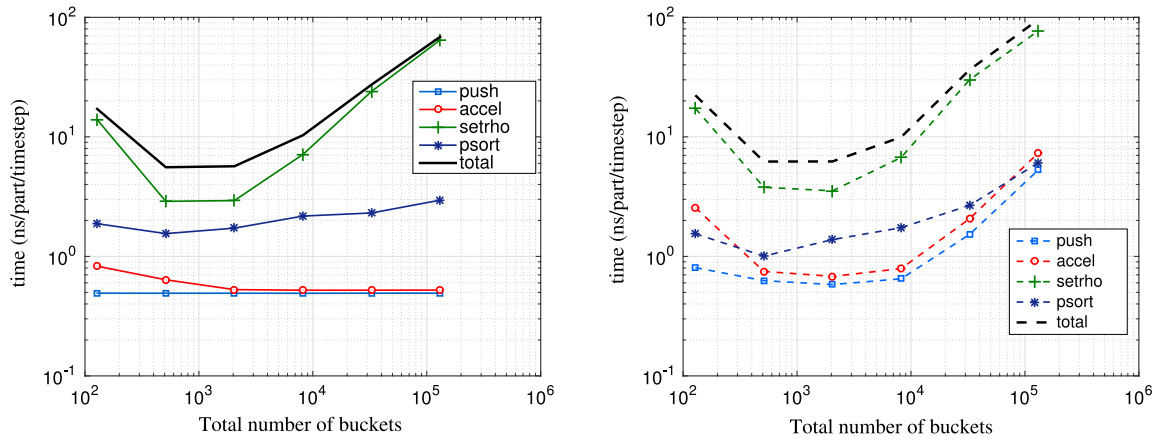 time (ns/part/timestep)
10^2
10^1
10^0
10^-1
push
accel
setrho
psort
total
10^2
10^3
10^4
10^5
10^6
Total number of buckets
time (ns/part/timestep)
10^2
10^1
10^0
10^-1
push
accel
setrho
psort
total
10^2
10^3
10^4
10^5
10^6
Total number of buckets